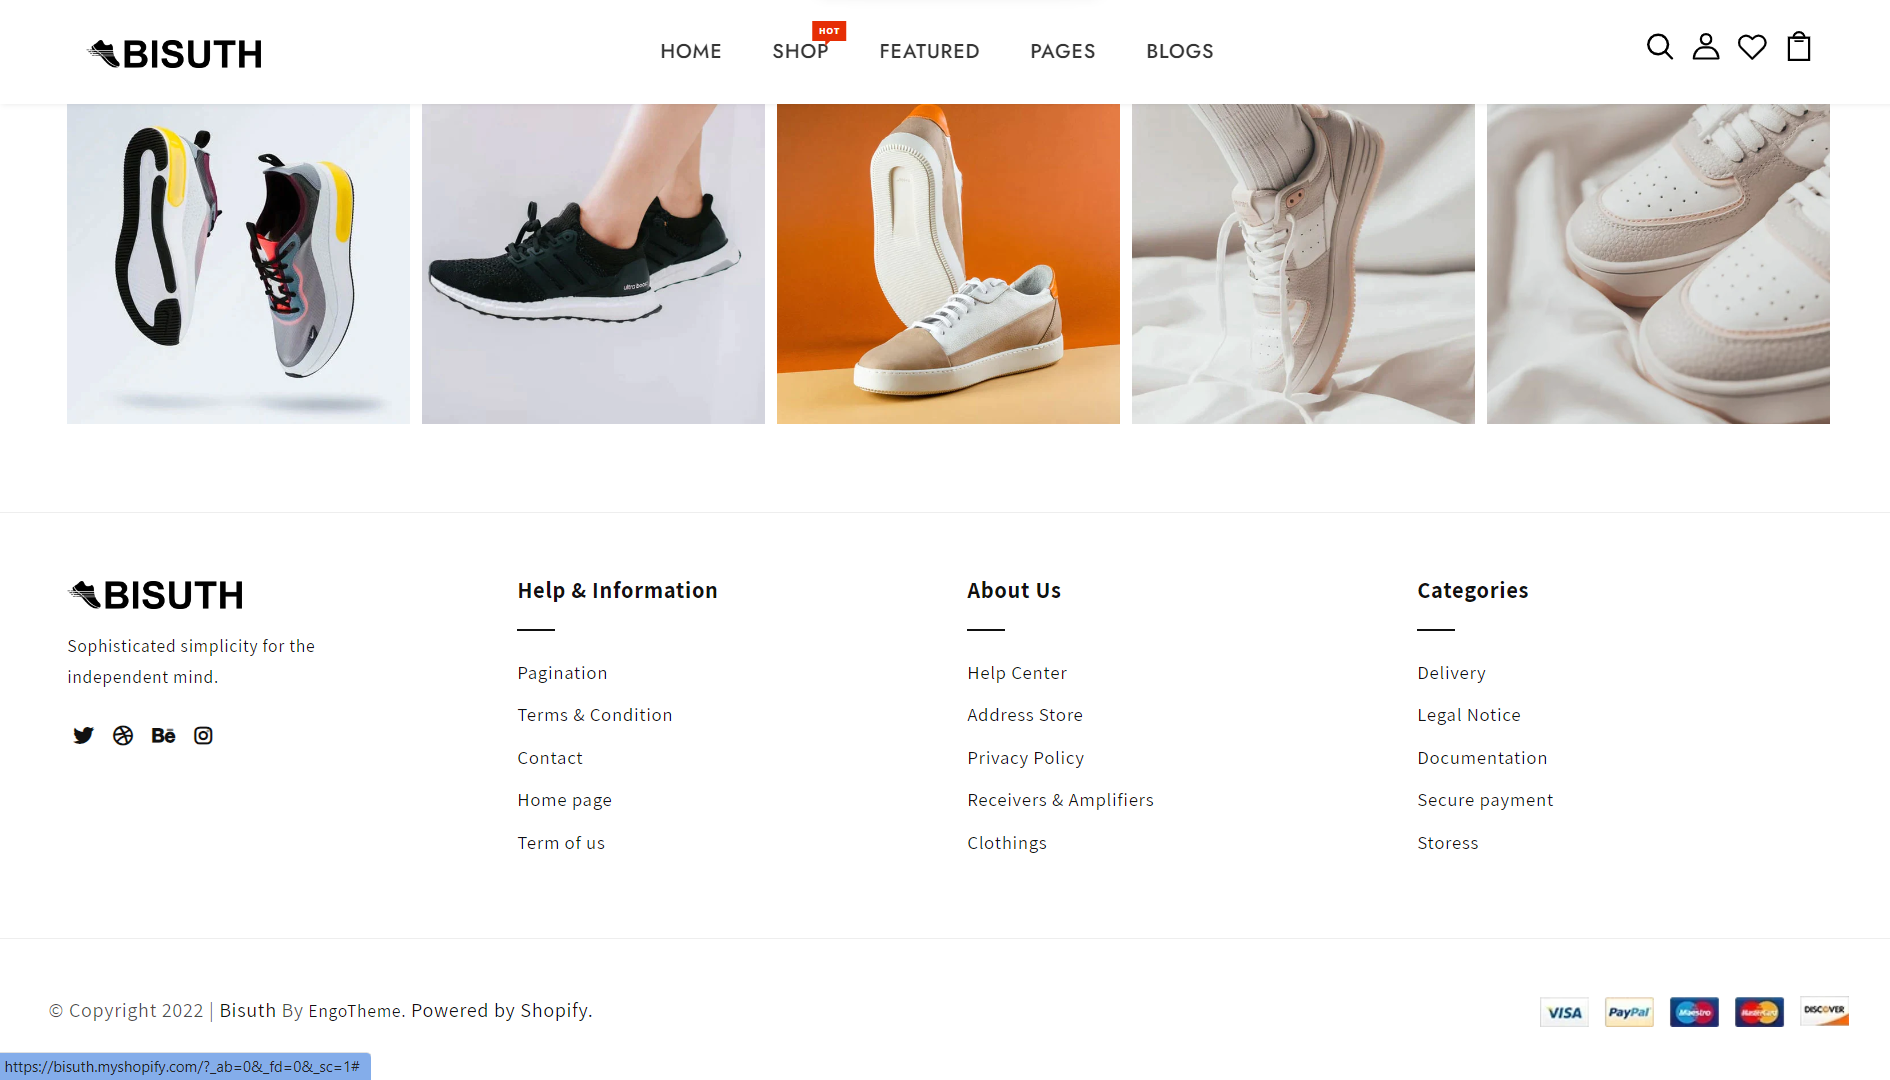 BISUTH
HOME
SHOP
HOT
FEATURED
PAGES
BLOGS
ultra boost
BISUTH
Sophisticated simplicity for the
independent mind.
Bē
Help & Information
Pagination
Terms & Condition
Contact
Home page
Term of us
About Us
Help Center
Address Store
Privacy Policy
Receivers & Amplifiers
Clothings
Categories
Delivery
Legal Notice
Documentation
Secure payment
Storess
© Copyright 2022 | Bisuth By EngoTheme. Powered by Shopify.
VISA
PayPal
Maestro
MasterCard
DISCOVER
https://bisuth.myshopify.com/?_ab=0&_fd=0&_sc=1#